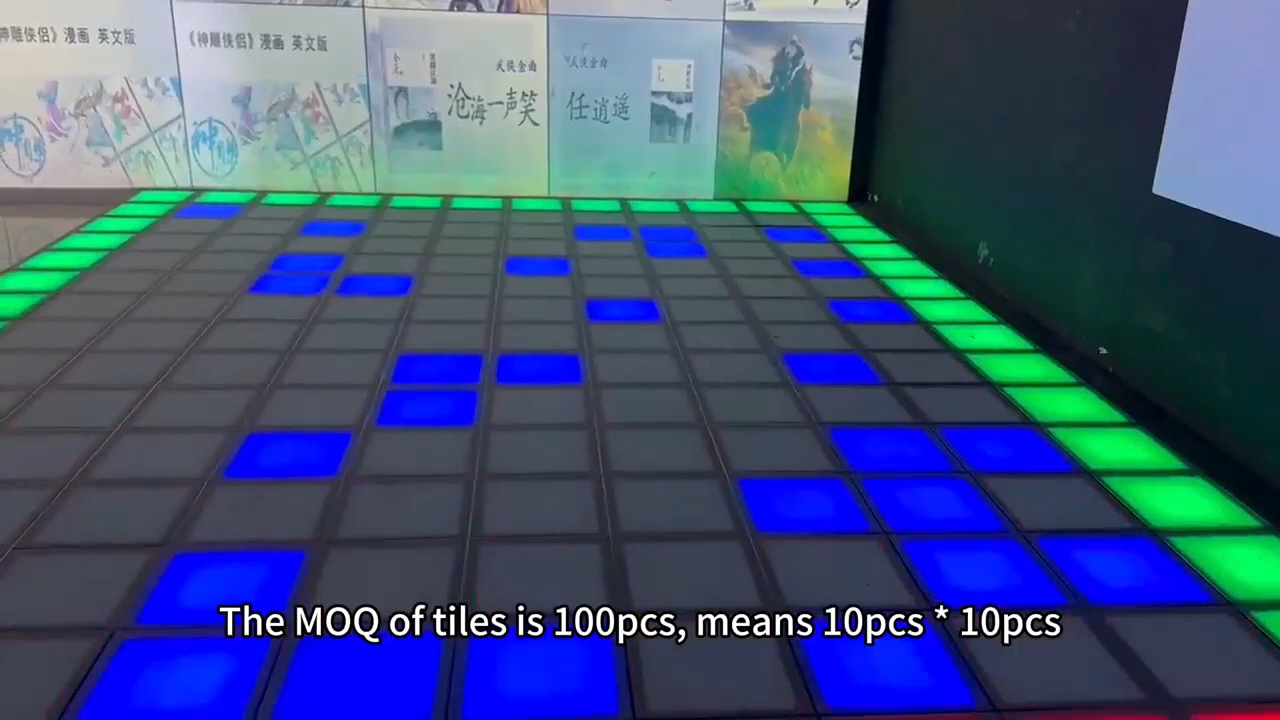 神雕侠侣》漫画 英文版
《神雕侠侣》漫画 英文版
武侠金曲
沧海一声笑
武侠金曲
任逍遥
The MOQ of tiles is 100pcs, means 10pcs * 10pcs